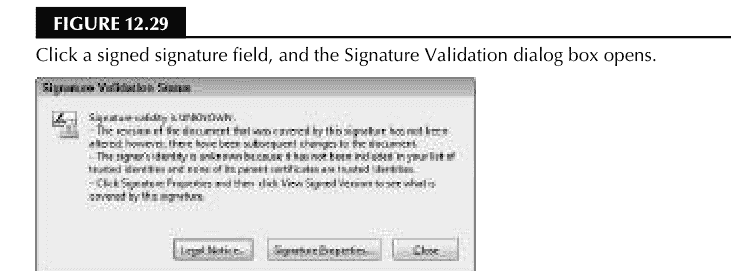 FIGURE 12.29
Click a signed signature field, and the Signature Validation dialog box opens.
Signature Validation Status
Signature validity is UNKNOWN.
- The revision of the document that was covered by this signature has not been
altered; however, there have been subsequent changes to the document.
- The signer's identity is unknown because it has not been included in your list of
trusted identities and none of its parent certificates are trusted identities.
- Click Signature Properties and then click View Signed Version to see what is
covered by this signature.
Legal Notice... Signature Properties... Close